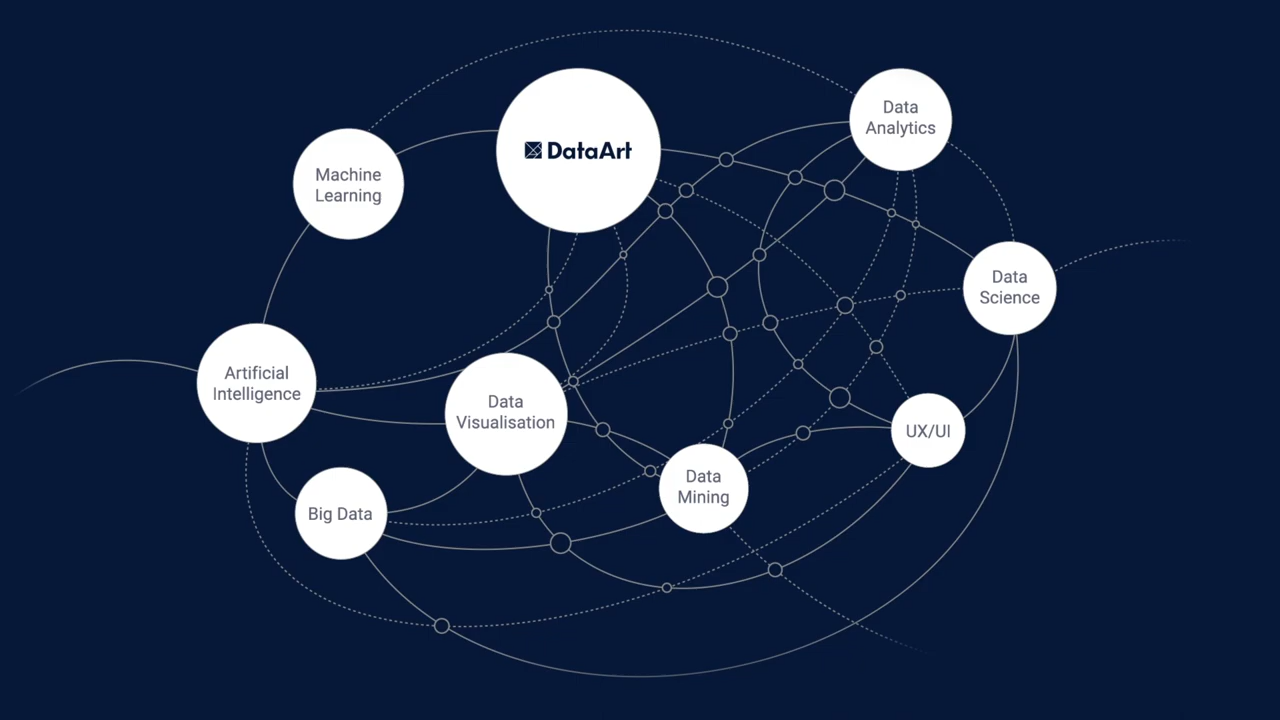 DataArt
Data
Analytics
Machine
Learning
Data
Science
Artificial
Intelligence
Data
Visualisation
UX/UI
Data
Mining
Big Data